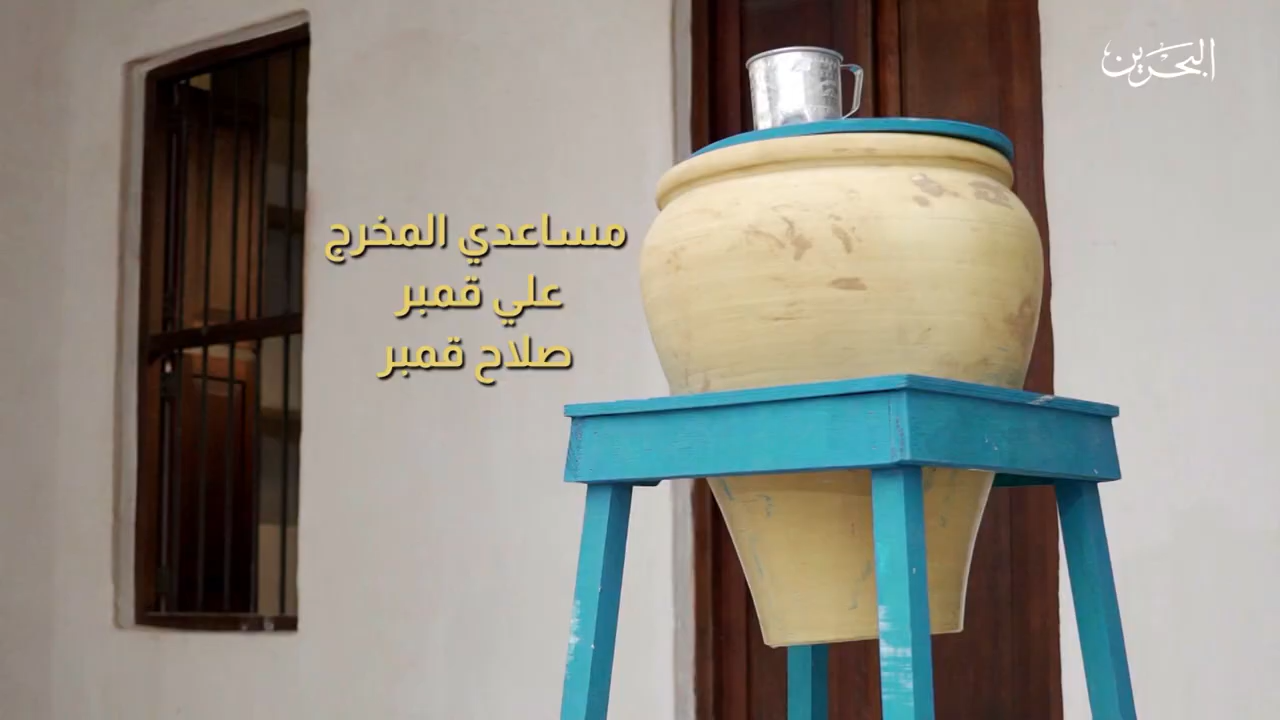 البحرين
مساعدي المخرج
علي قمبر
صلاح قمبر